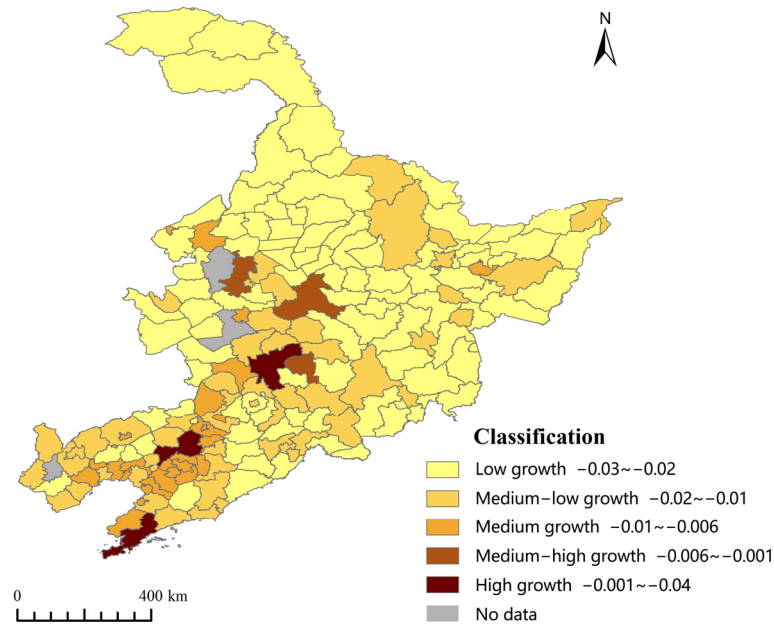 N
Classification
Low growth −0.03~−0.02
Medium−low growth −0.02~−0.01
Medium growth −0.01~−0.006
Medium−high growth −0.006~−0.001
High growth −0.001~−0.04
No data
0 400 km